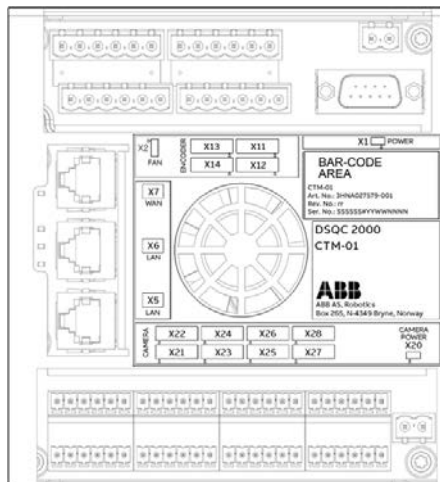 X1 POWER
X2
FAN
ENCODER
X13 X11
X14 X12
BAR-CODE
AREA
CTM-01
Art. No.: 3HNA027579-001
Rev. No.: rr
Ser. No.: SSSSSS#YYWWNNNNN
X7
WAN
X6
LAN
X5
LAN
DSQC 2000
CTM-01
ABB
ABB AS, Robotics
Box 265, N-4349 Bryne, Norway
CAMERA
X22 X24 X26 X28
X21 X23 X25 X27
CAMERA
POWER
X20